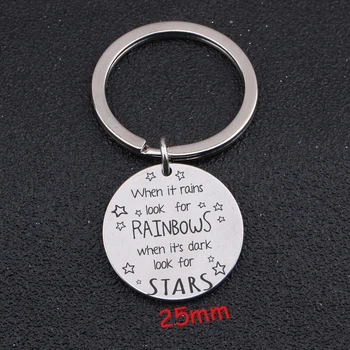 When it rains
look for
RAINBOWS
when it's dark
look for
STARS
25mm